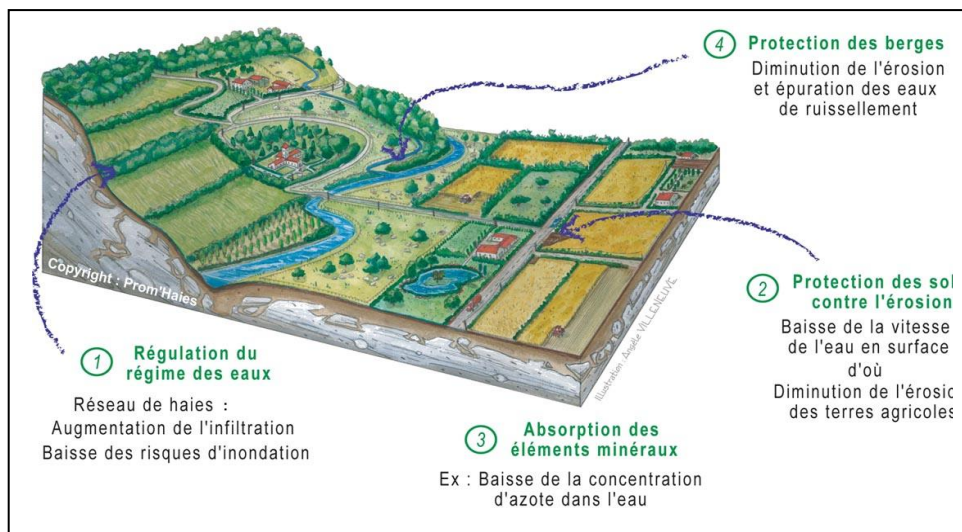 4 Protection des berges
Diminution de l'érosion
et épuration des eaux
de ruissellement
2 Protection des sol
contre l'érosion
Baisse de la vitesse
de l'eau en surface
d'où
Diminution de l'érosio
des terres agricoles
Copyright : Prom'Haies
Illustration : Angèle VILLENEUVE
1 Régulation du
régime des eaux
Réseau de haies :
Augmentation de l'infiltration
Baisse des risques d'inondation
3 Absorption des
éléments minéraux
Ex : Baisse de la concentration
d'azote dans l'eau